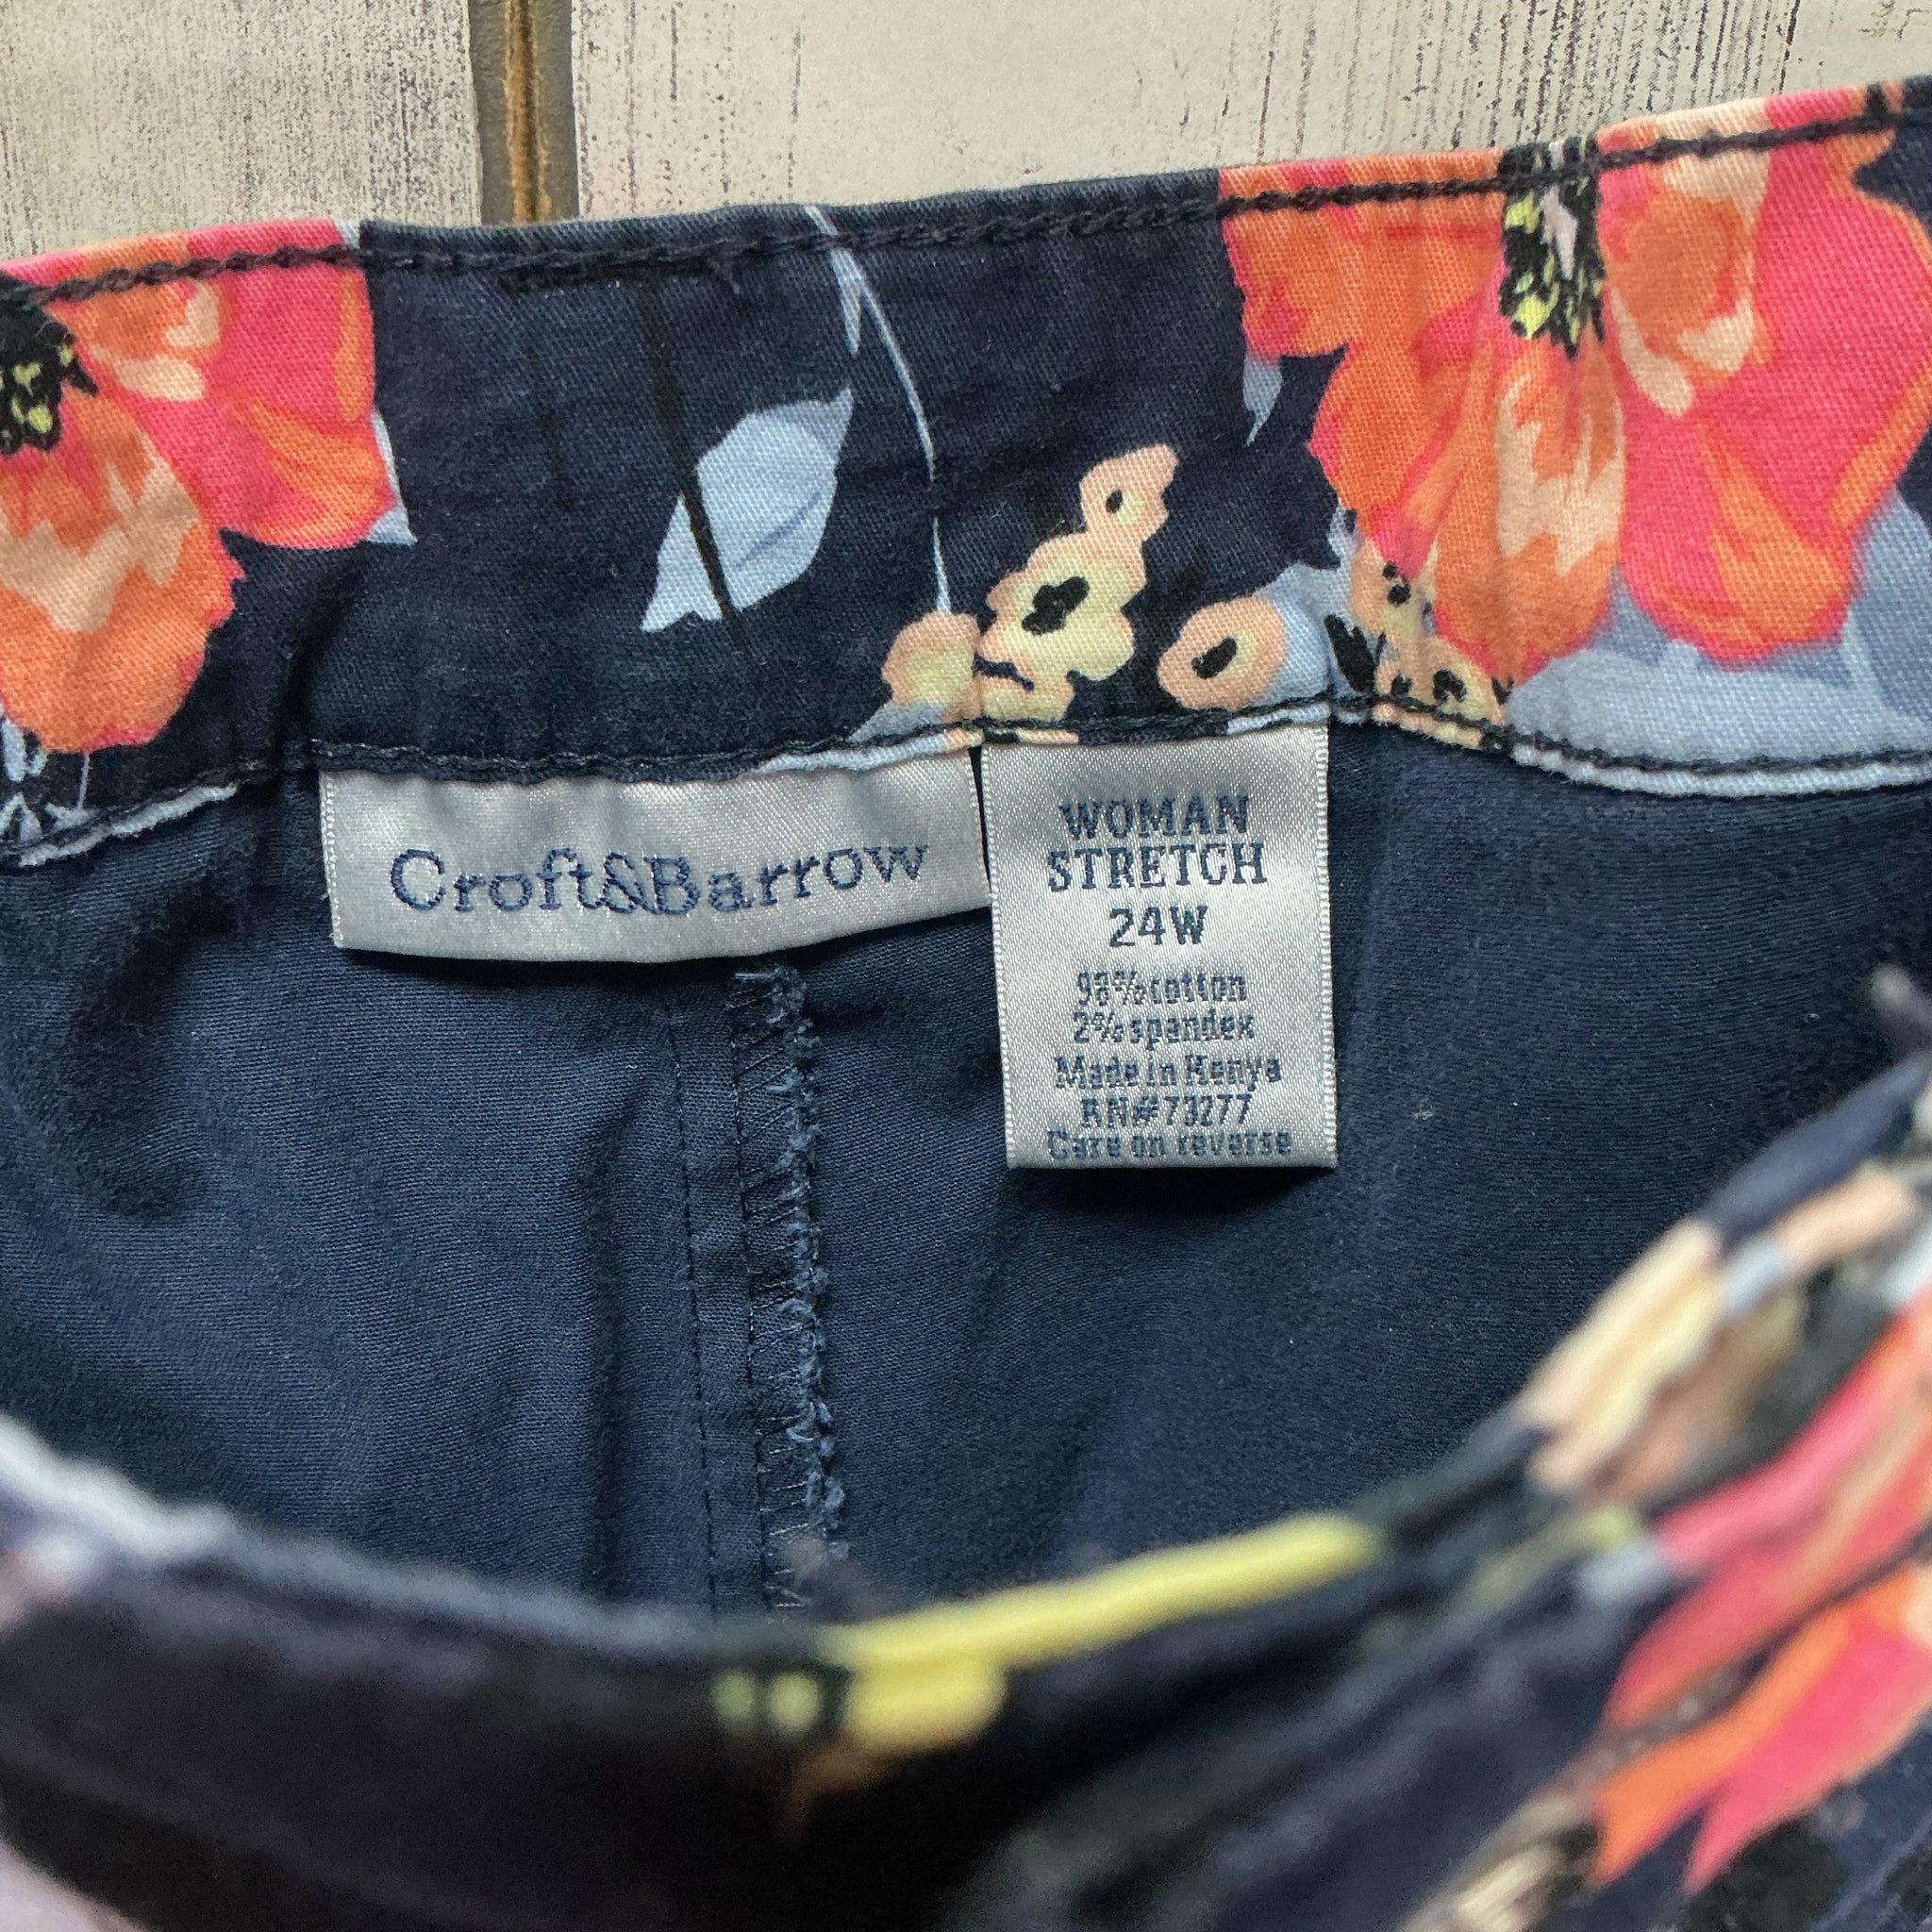 Croft&Barrow
WOMAN
STRETCH
24W
98%cotton
2%spandex
Made in Kenya
RN#73277
Care on reverse